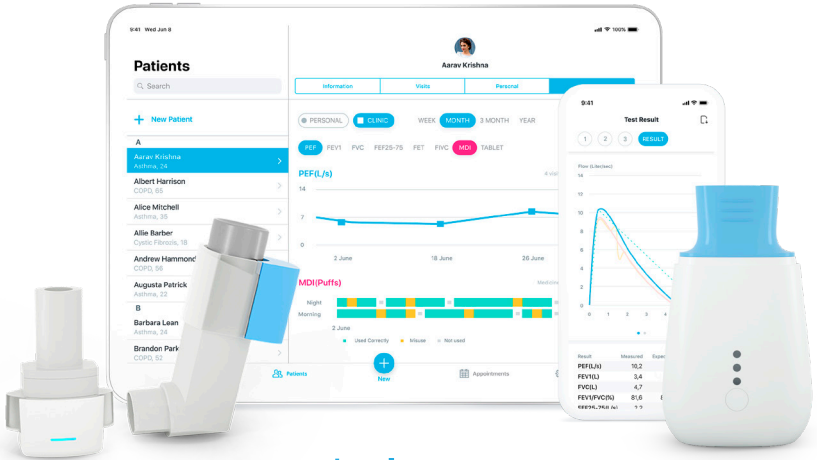 9:41 Wed Jun 8
100%
Patients
Search
New Patient
A
Aarav Krishna
Asthma, 24
Albert Harrison
COPD, 65
Alice Mitchell
Asthma, 35
Allie Barber
Cystic Fibrosis, 18
Andrew Hammond
COPD, 56
Augusta Patrick
Asthma, 22
B
Barbara Lean
Asthma, 24
Brandon Park
COPD, 52
Patients
New
Appointments
Aarav Krishna
Information Visits Personal
PERSONAL CLINIC WEEK MONTH 3 MONTH YEAR
PEF FEV1 FVC FEF25-75 FET FIVC MDI TABLET
PEF(L/s)
14
7
0
2 June 18 June 26 June
MDI(Puffs)
Night
Morning
2 June
Used Correctly Misuse Not used
9:41
Test Result
1 2 3 RESULT
Flow (Liter/sec)
14
12
10
8
6
4
2
0
0 1 2 3 4
Result Measured
PEF(L/s) 10,2
FEV1(L) 3,4
FVC(L) 4,7
FEV1/FVC(%) 81,6